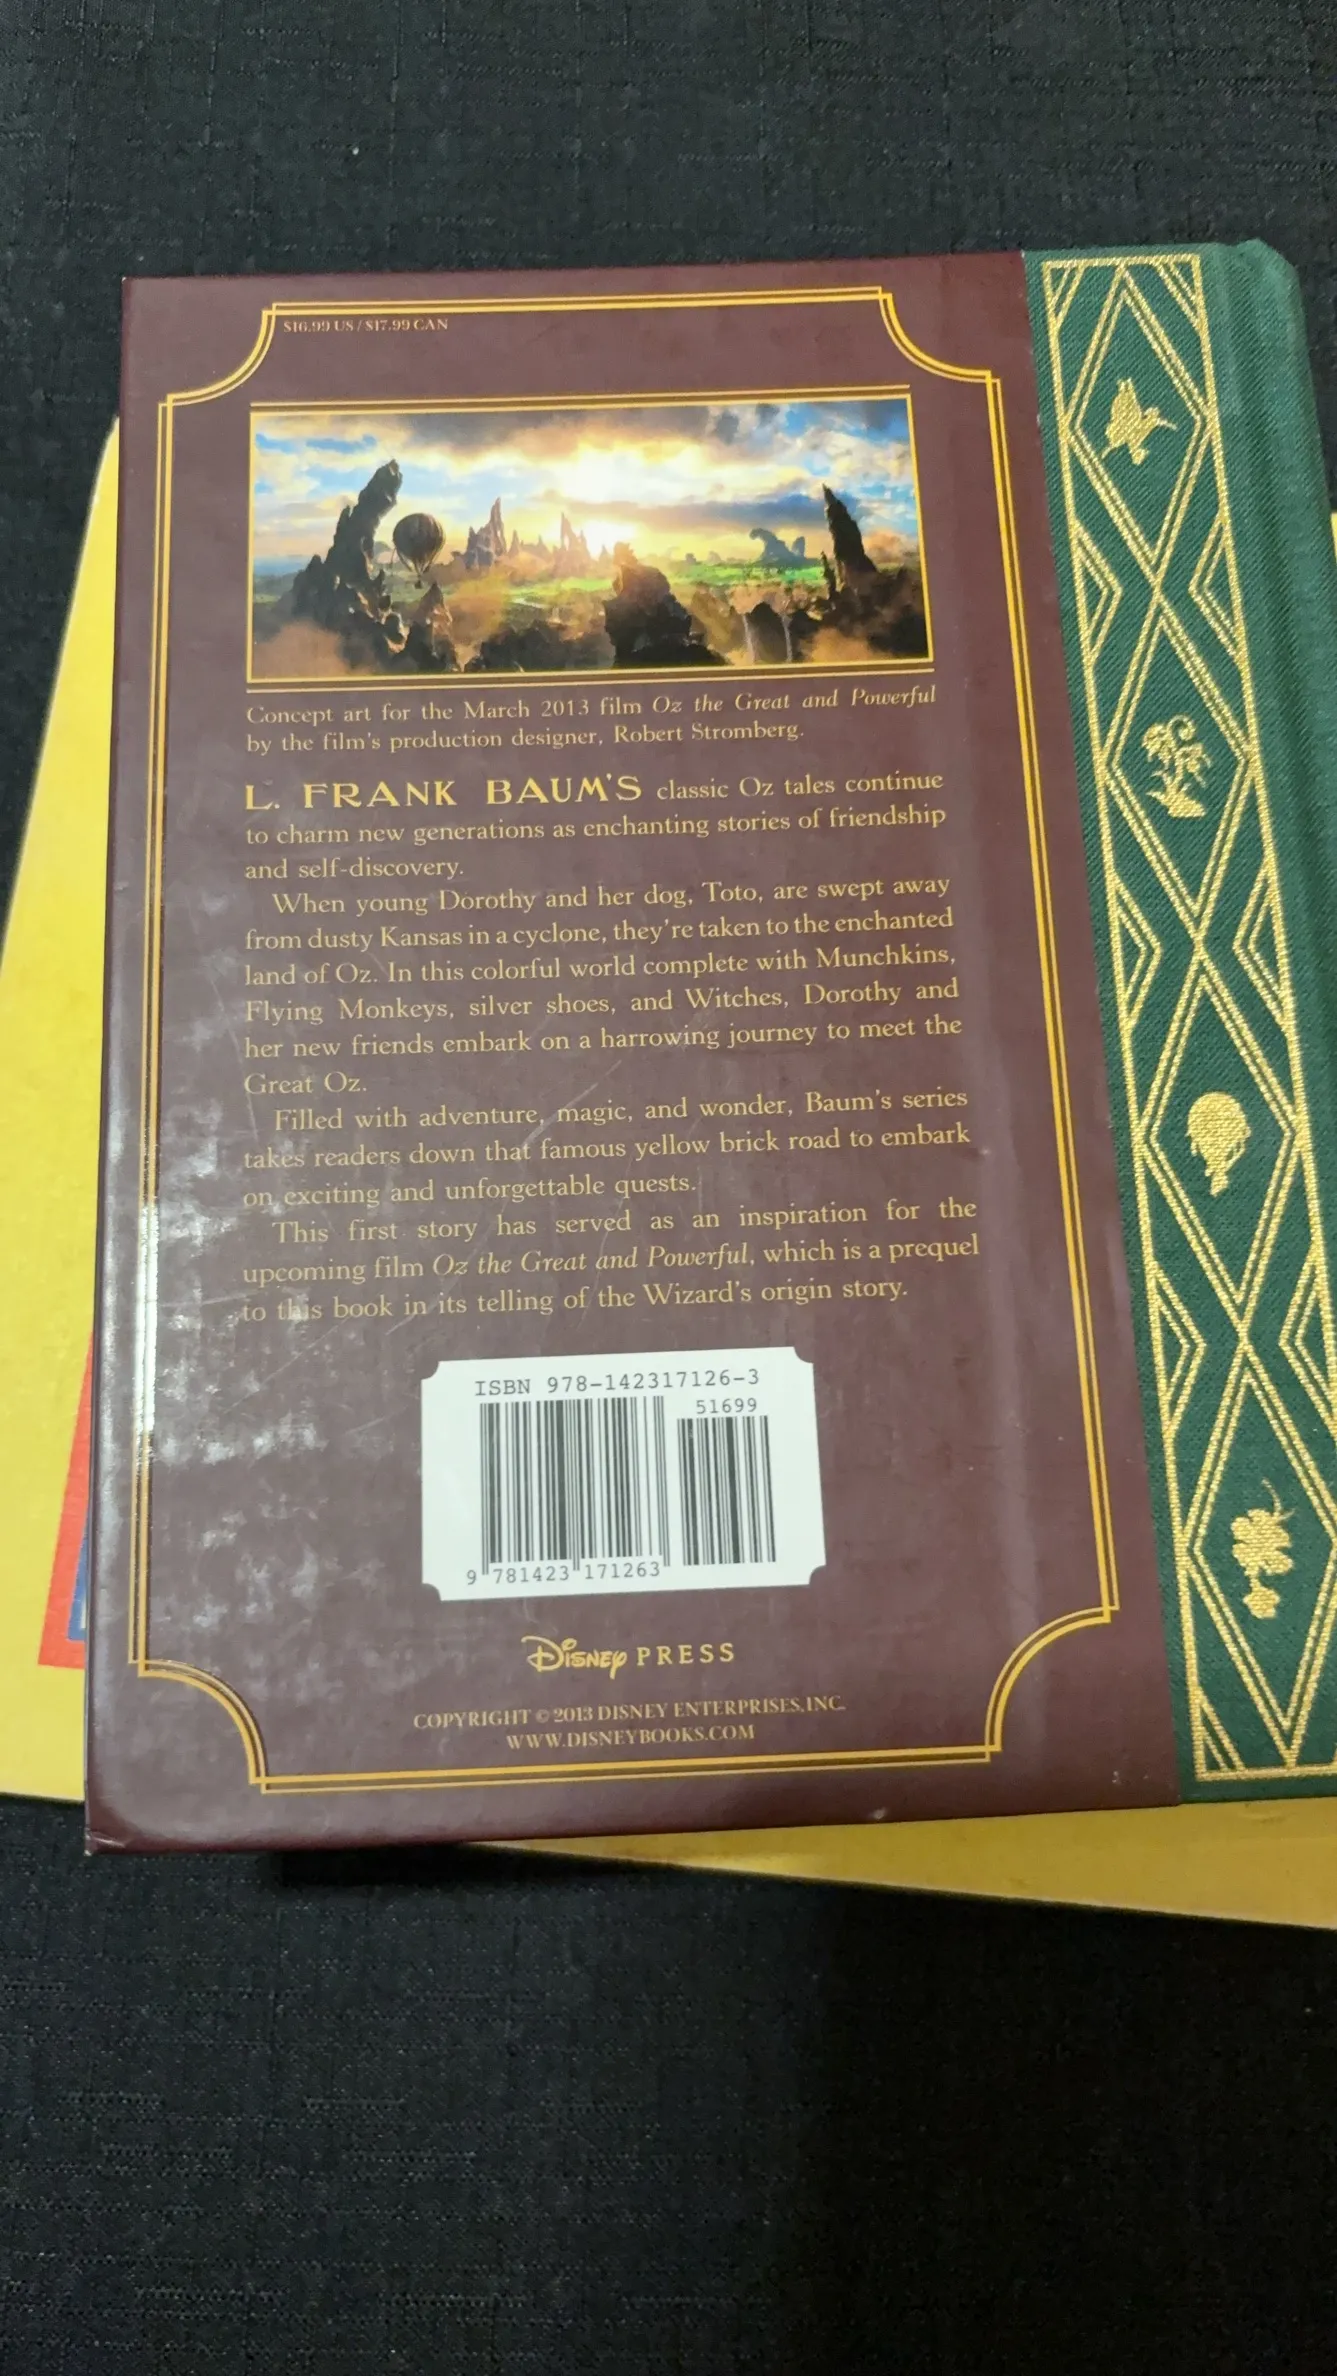 $16.99 US / $17.99 CAN
Concept art for the March 2013 film Oz the Great and Powerful
by the film's production designer, Robert Stromberg.
L. FRANK BAUM'S classic Oz tales continue
to charm new generations as enchanting stories of friendship
and self-discovery.
When young Dorothy and her dog, Toto, are swept away
from dusty Kansas in a cyclone, they're taken to the enchanted
land of Oz. In this colorful world complete with Munchkins,
Flying Monkeys, silver shoes, and Witches, Dorothy and
her new friends embark on a harrowing journey to meet the
Great Oz.
Filled with adventure, magic, and wonder, Baum's series
takes readers down that famous yellow brick road to embark
on exciting and unforgettable quests.
This first story has served as an inspiration for the
upcoming film Oz the Great and Powerful, which is a prequel
to this book in its telling of the Wizard's origin story.
ISBN 978-142317126-3
51699
9 781423 171263
Disney PRESS
COPYRIGHT © 2013 DISNEY ENTERPRISES, INC.
WWW.DISNEYBOOKS.COM